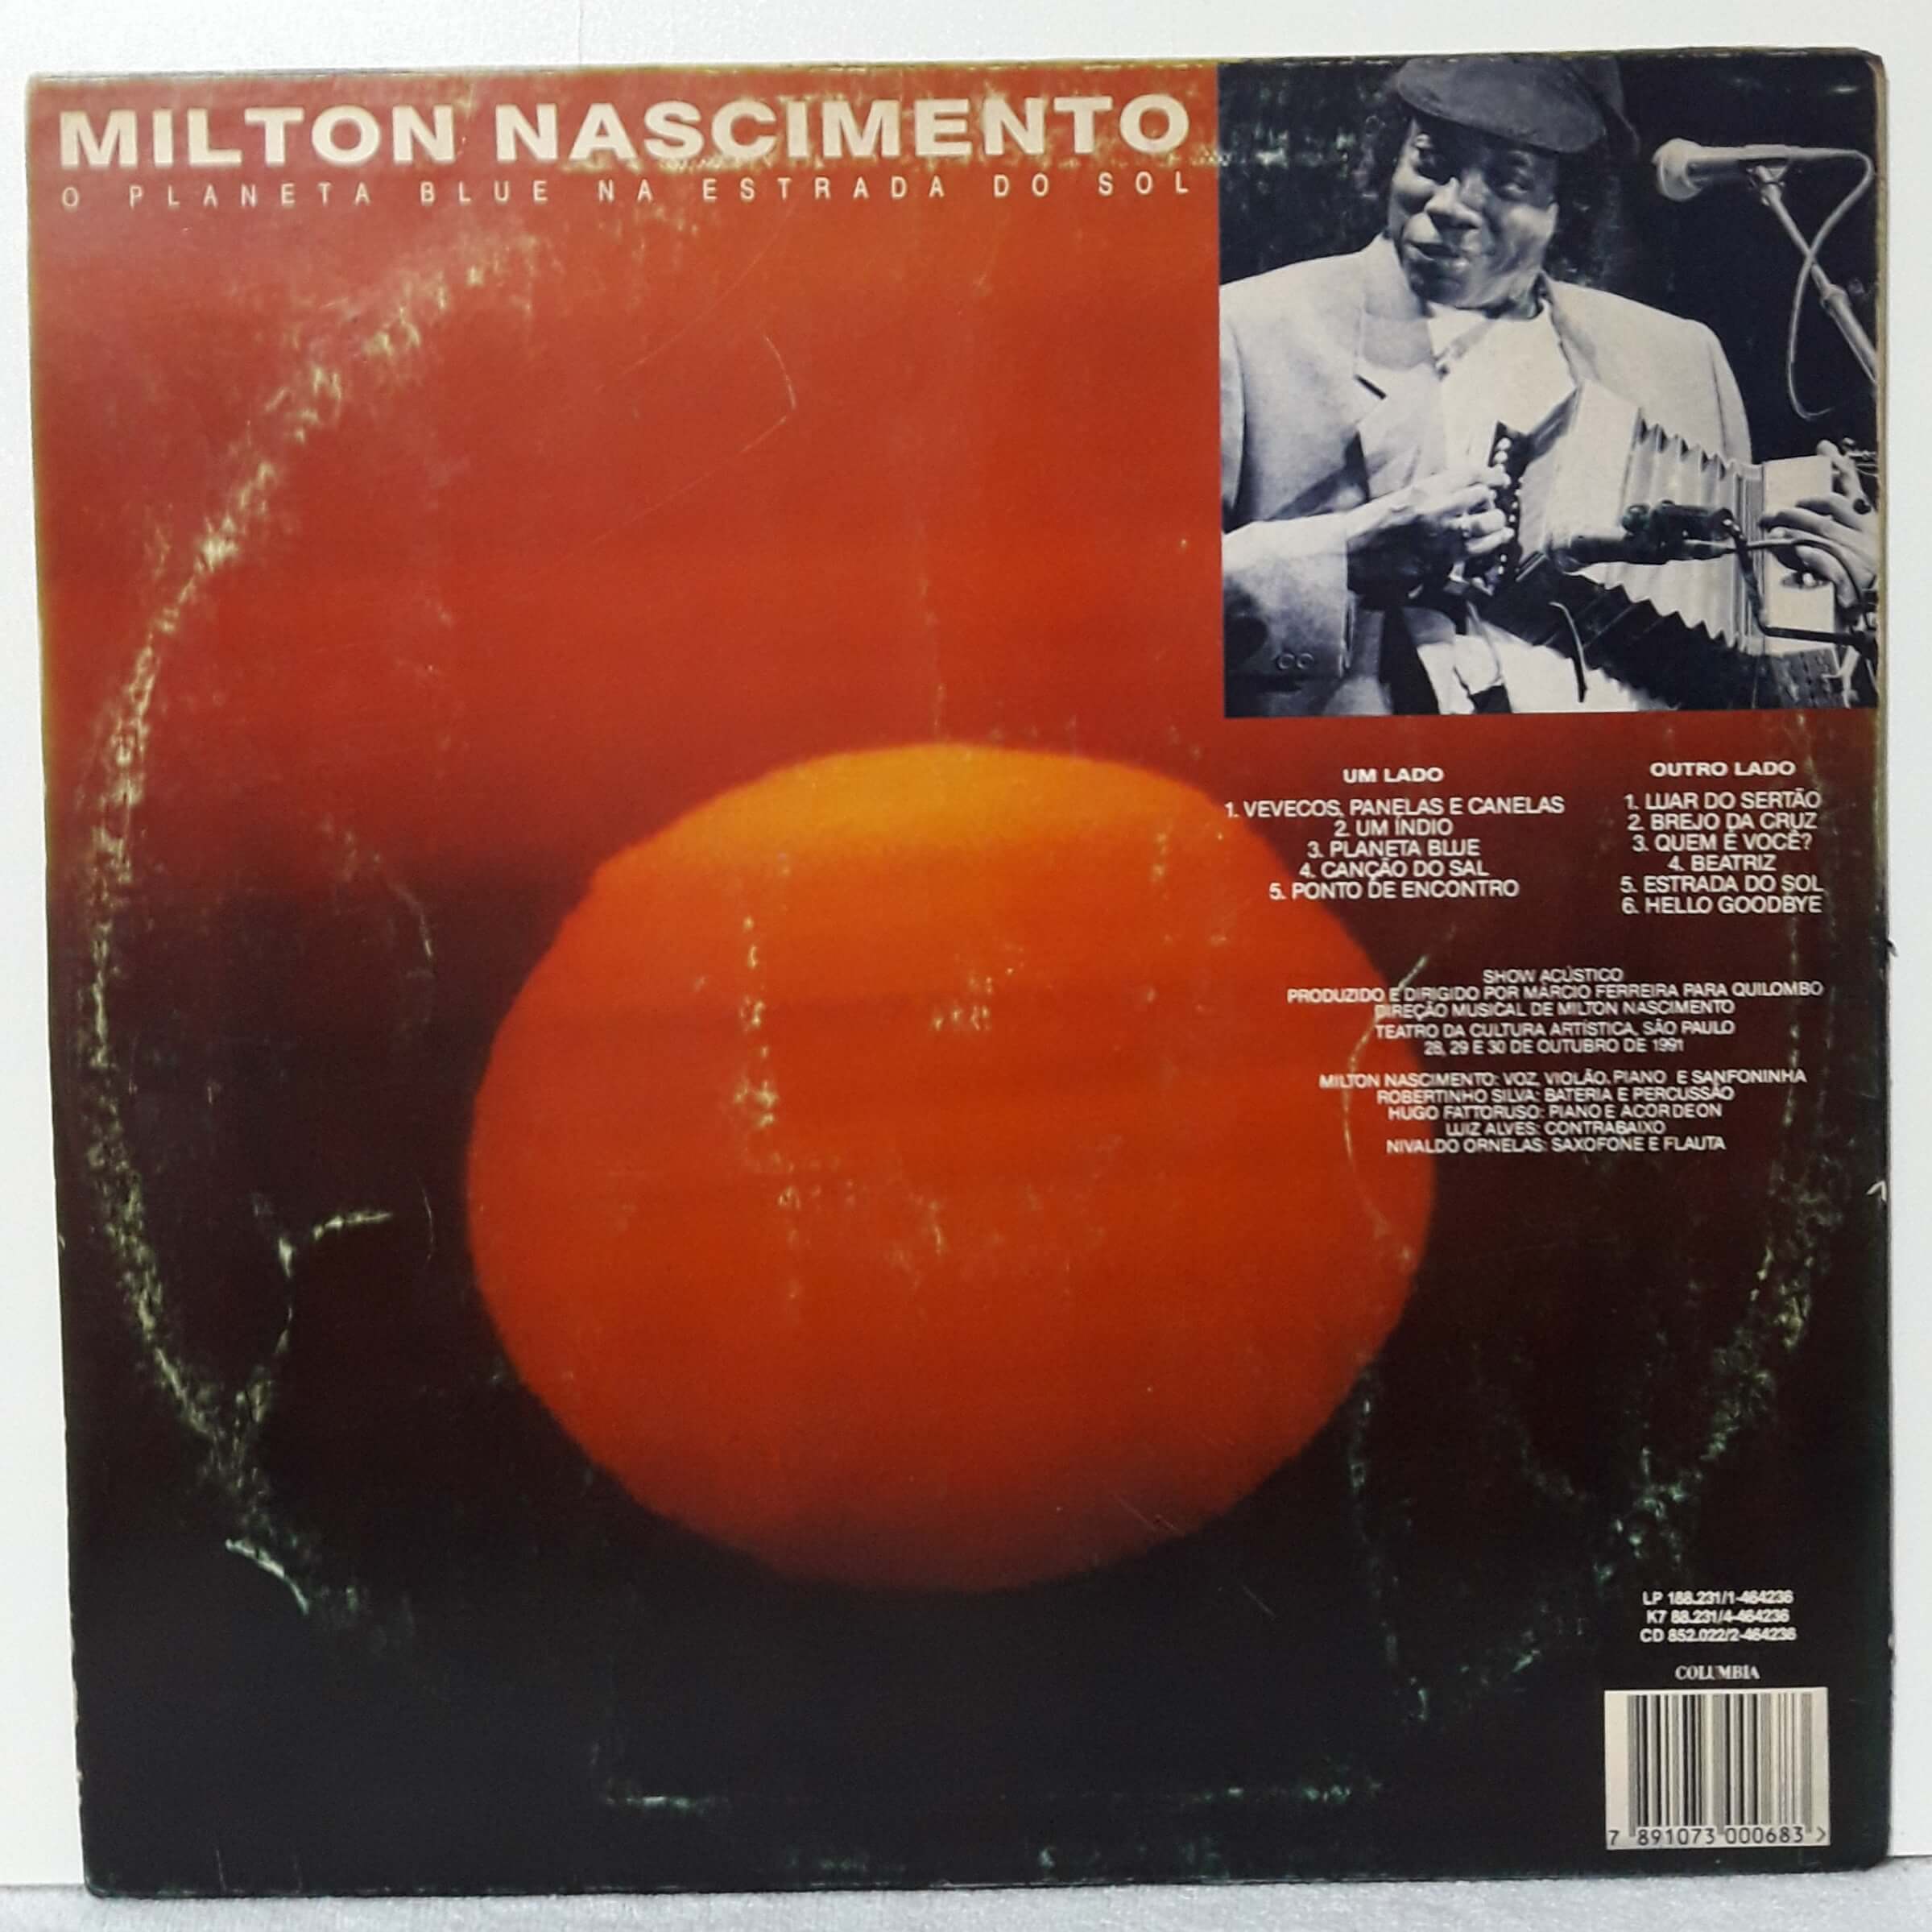 MILTON NASCIMENTO
O PLANETA BLUE NA ESTRADA DO SOL
UM LADO
1. VEVECOS, PANELAS E CANELAS
2. UM ÍNDIO
3. PLANETA BLUE
4. CANÇÃO DO SAL
5. PONTO DE ENCONTRO
OUTRO LADO
1. LUAR DO SERTÃO
2. BREJO DA CRUZ
3. QUEM É VOCÊ?
4. BEATRIZ
5. ESTRADA DO SOL
6. HELLO GOODBYE
SHOW ACÚSTICO
PRODUZIDO E DIRIGIDO POR MÁRCIO FERREIRA PARA QUILOMBO
DIREÇÃO MUSICAL DE MILTON NASCIMENTO
TEATRO DA CULTURA ARTÍSTICA, SÃO PAULO
28, 29 E 30 DE OUTUBRO DE 1991
MILTON NASCIMENTO: VOZ, VIOLÃO, PIANO E SANFONINHA
ROBERTINHO SILVA: BATERIA E PERCUSSÃO
HUGO FATTORUSO: PIANO E ACORDEON
LUIZ ALVES: CONTRABAIXO
NIVALDO ORNELAS: SAXOFONE E FLAUTA
LP 188.231/1-464236
K7 88.231/4-464236
CD 852.022/2-464236
COLUMBIA
7 891073 000683 >